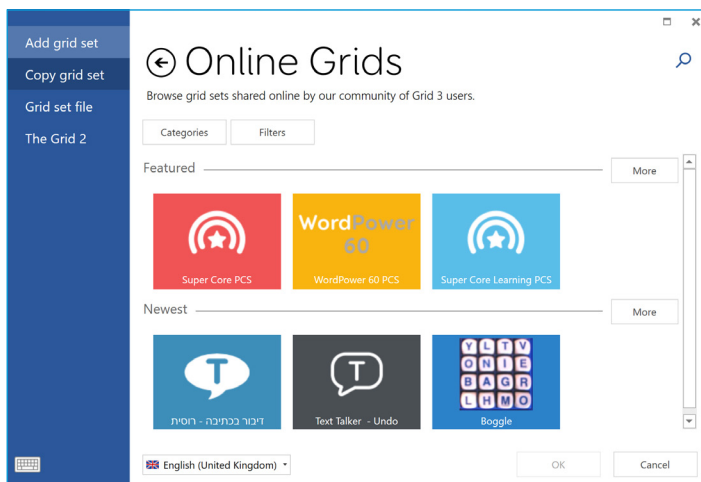 Add grid set
Copy grid set
Grid set file
The Grid 2
Online Grids
Browse grid sets shared online by our community of Grid 3 users.
Categories
Filters
Featured
More
WordPower
60
Super Core PCS
WordPower 60 PCS
Super Core Learning PCS
Newest
More
T
T
Y L T V
O N I E
B A G R
L H M O
דיבור בכתיבה - רוסית
Text Talker - Undo
Boggle
English (United Kingdom)
OK
Cancel